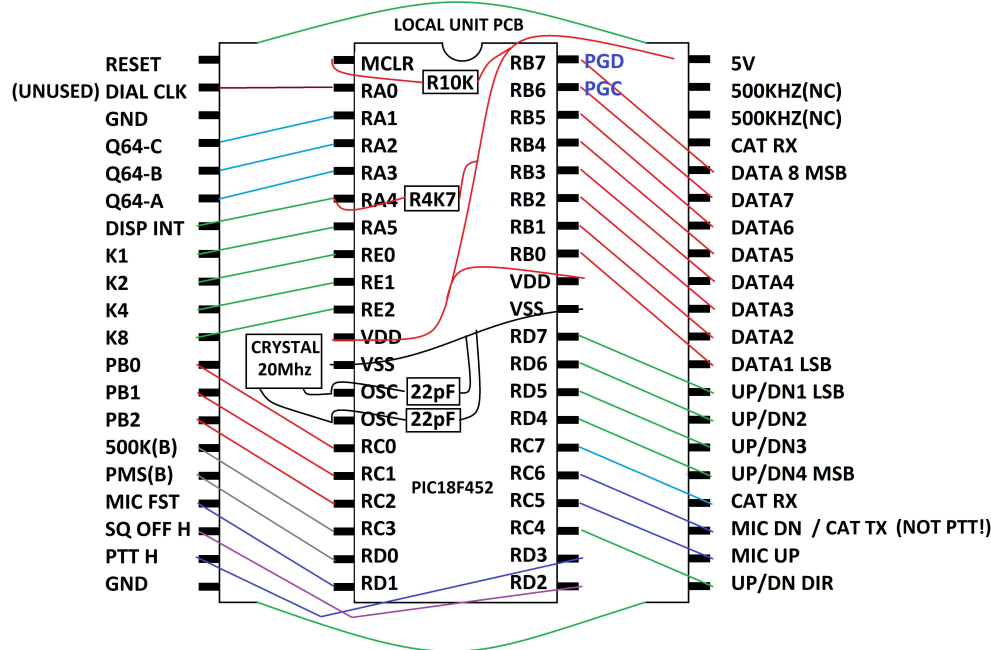 LOCAL UNIT PCB
RESET MCLR RB7 PGD 5V
R10K
(UNUSED) DIAL CLK RA0 RB6 PGC 500KHZ(NC)
GND RA1 RB5 500KHZ(NC)
Q64-C RA2 RB4 CAT RX
Q64-B RA3 RB3 DATA 8 MSB
Q64-A RA4 R4K7 RB2 DATA7
DISP INT RA5 RB1 DATA6
K1 RE0 RB0 DATA5
K2 RE1 VDD DATA4
K4 RE2 VSS DATA3
K8 VDD RD7 DATA2
CRYSTAL
20Mhz
PB0 VSS RD6 DATA1 LSB
PB1 OSC 22pF RD5 UP/DN1 LSB
PB2 OSC 22pF RD4 UP/DN2
500K(B) RC0 RC7 UP/DN3
PMS(B) RC1 RC6 UP/DN4 MSB
PIC18F452
MIC FST RC2 RC5 CAT RX
SQ OFF H RC3 RC4 MIC DN / CAT TX (NOT PTT!)
PTT H RD0 RD3 MIC UP
GND RD1 RD2 UP/DN DIR